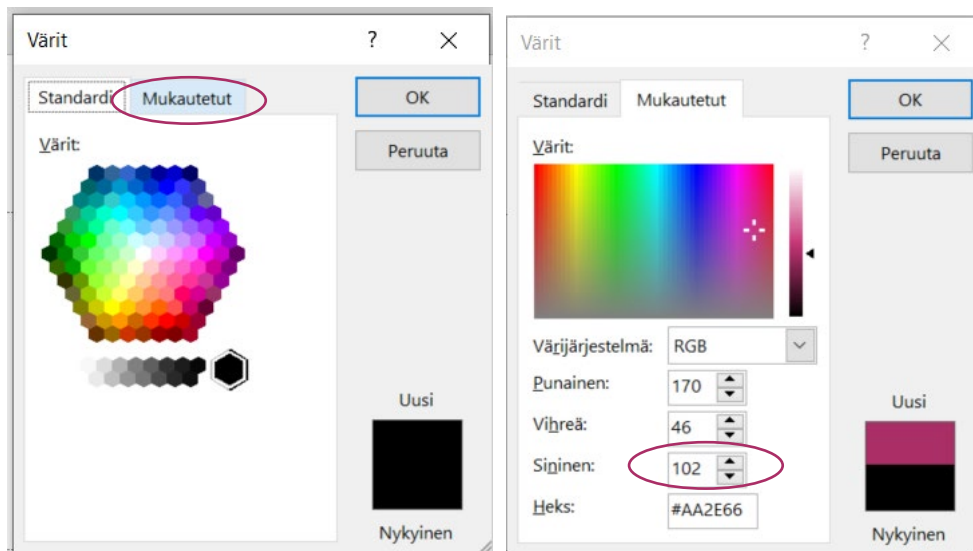 Värit ? ×
Standardi Mukautetut
OK
Peruuta
Värit:
Uusi
Nykyinen
Värit ? ×
Standardi Mukautetut
OK
Peruuta
Värit:
Värijärjestelmä: RGB
Punainen: 170
Vihreä: 46
Sininen: 102
Heks: #AA2E66
Uusi
Nykyinen